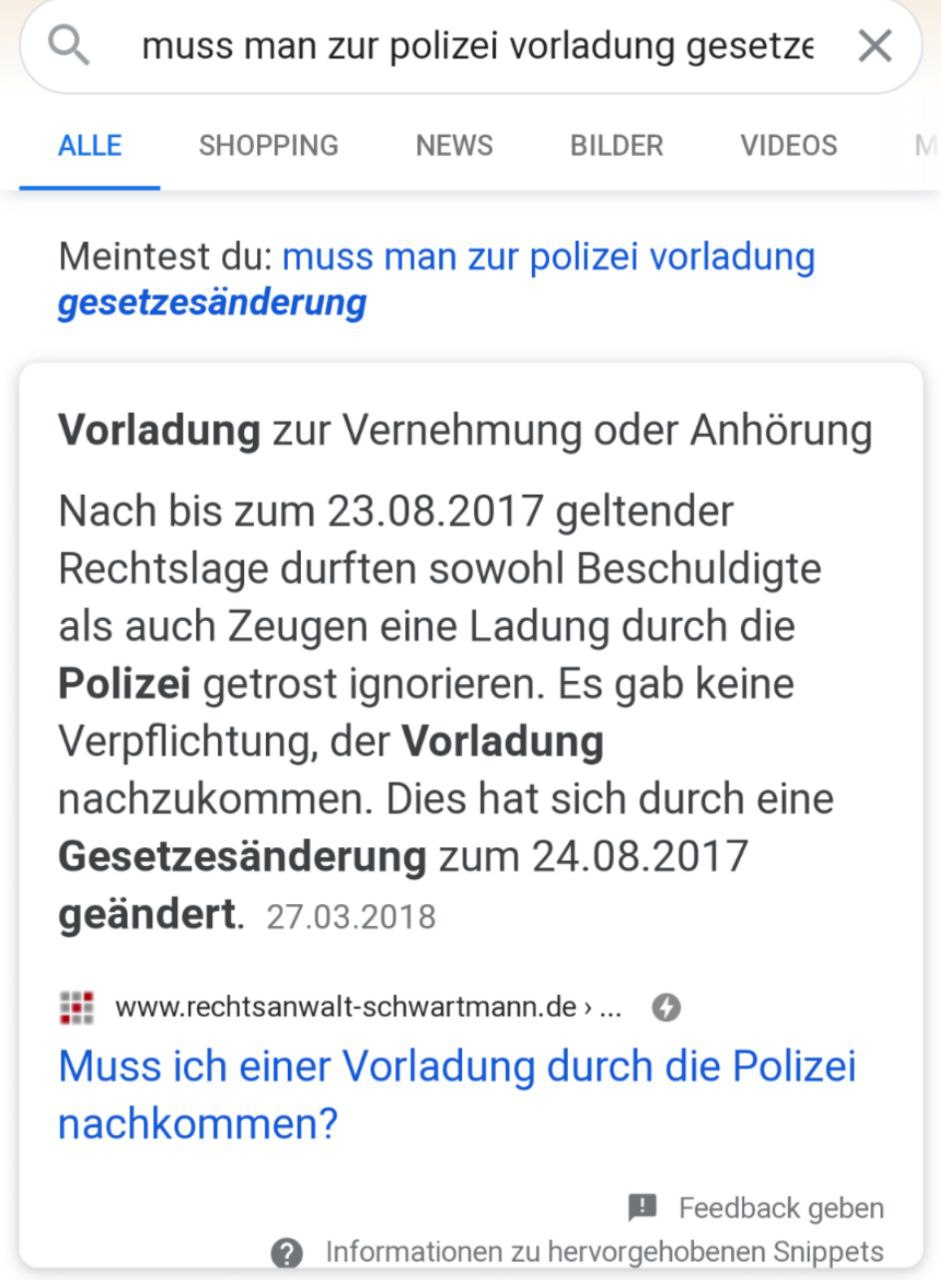 muss man zur polizei vorladung gesetze
ALLE SHOPPING NEWS BILDER VIDEOS M
Meintest du: muss man zur polizei vorladung
gesetzesänderung
Vorladung zur Vernehmung oder Anhörung
Nach bis zum 23.08.2017 geltender
Rechtslage durften sowohl Beschuldigte
als auch Zeugen eine Ladung durch die
Polizei getrost ignorieren. Es gab keine
Verpflichtung, der Vorladung
nachzukommen. Dies hat sich durch eine
Gesetzesänderung zum 24.08.2017
geändert. 27.03.2018
www.rechtsanwalt-schwartmann.de › ...
Muss ich einer Vorladung durch die Polizei
nachkommen?
Feedback geben
Informationen zu hervorgehobenen Snippets